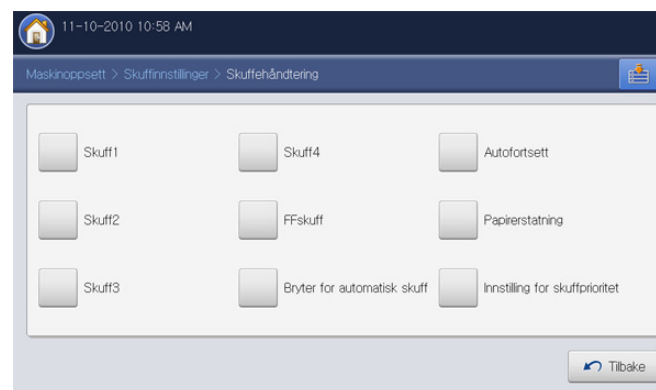 11-10-2010 10:58 AM
Maskinoppsett > Skuffinnstillinger > Skuffehåndtering
Skuff1
Skuff4
Autofortsett
Skuff2
FFskuff
Papirerstatning
Skuff3
Bryter for automatisk skuff
Innstilling for skuffprioritet
Tilbake